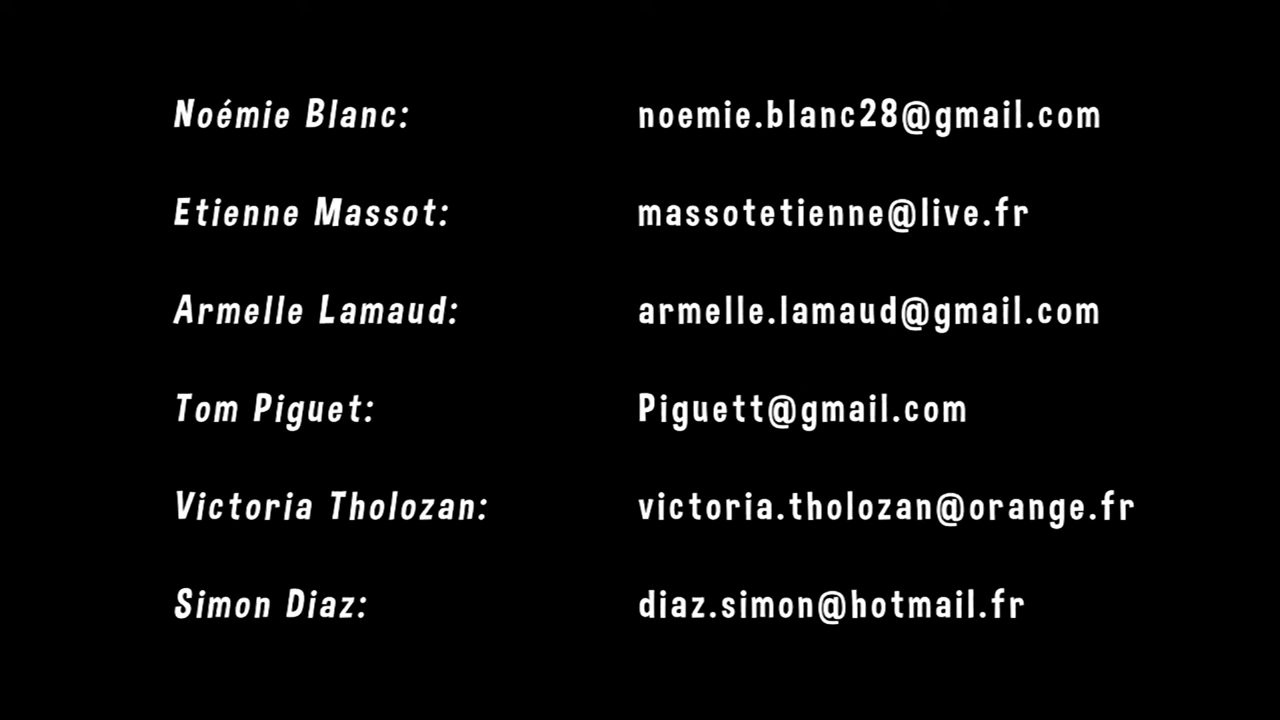 Noémie Blanc: noemie.blanc28@gmail.com
Etienne Massot: massotetienne@live.fr
Armelle Lamaud: armelle.lamaud@gmail.com
Tom Piguet: Piguett@gmail.com
Victoria Tholozan: victoria.tholozan@orange.fr
Simon Diaz: diaz.simon@hotmail.fr